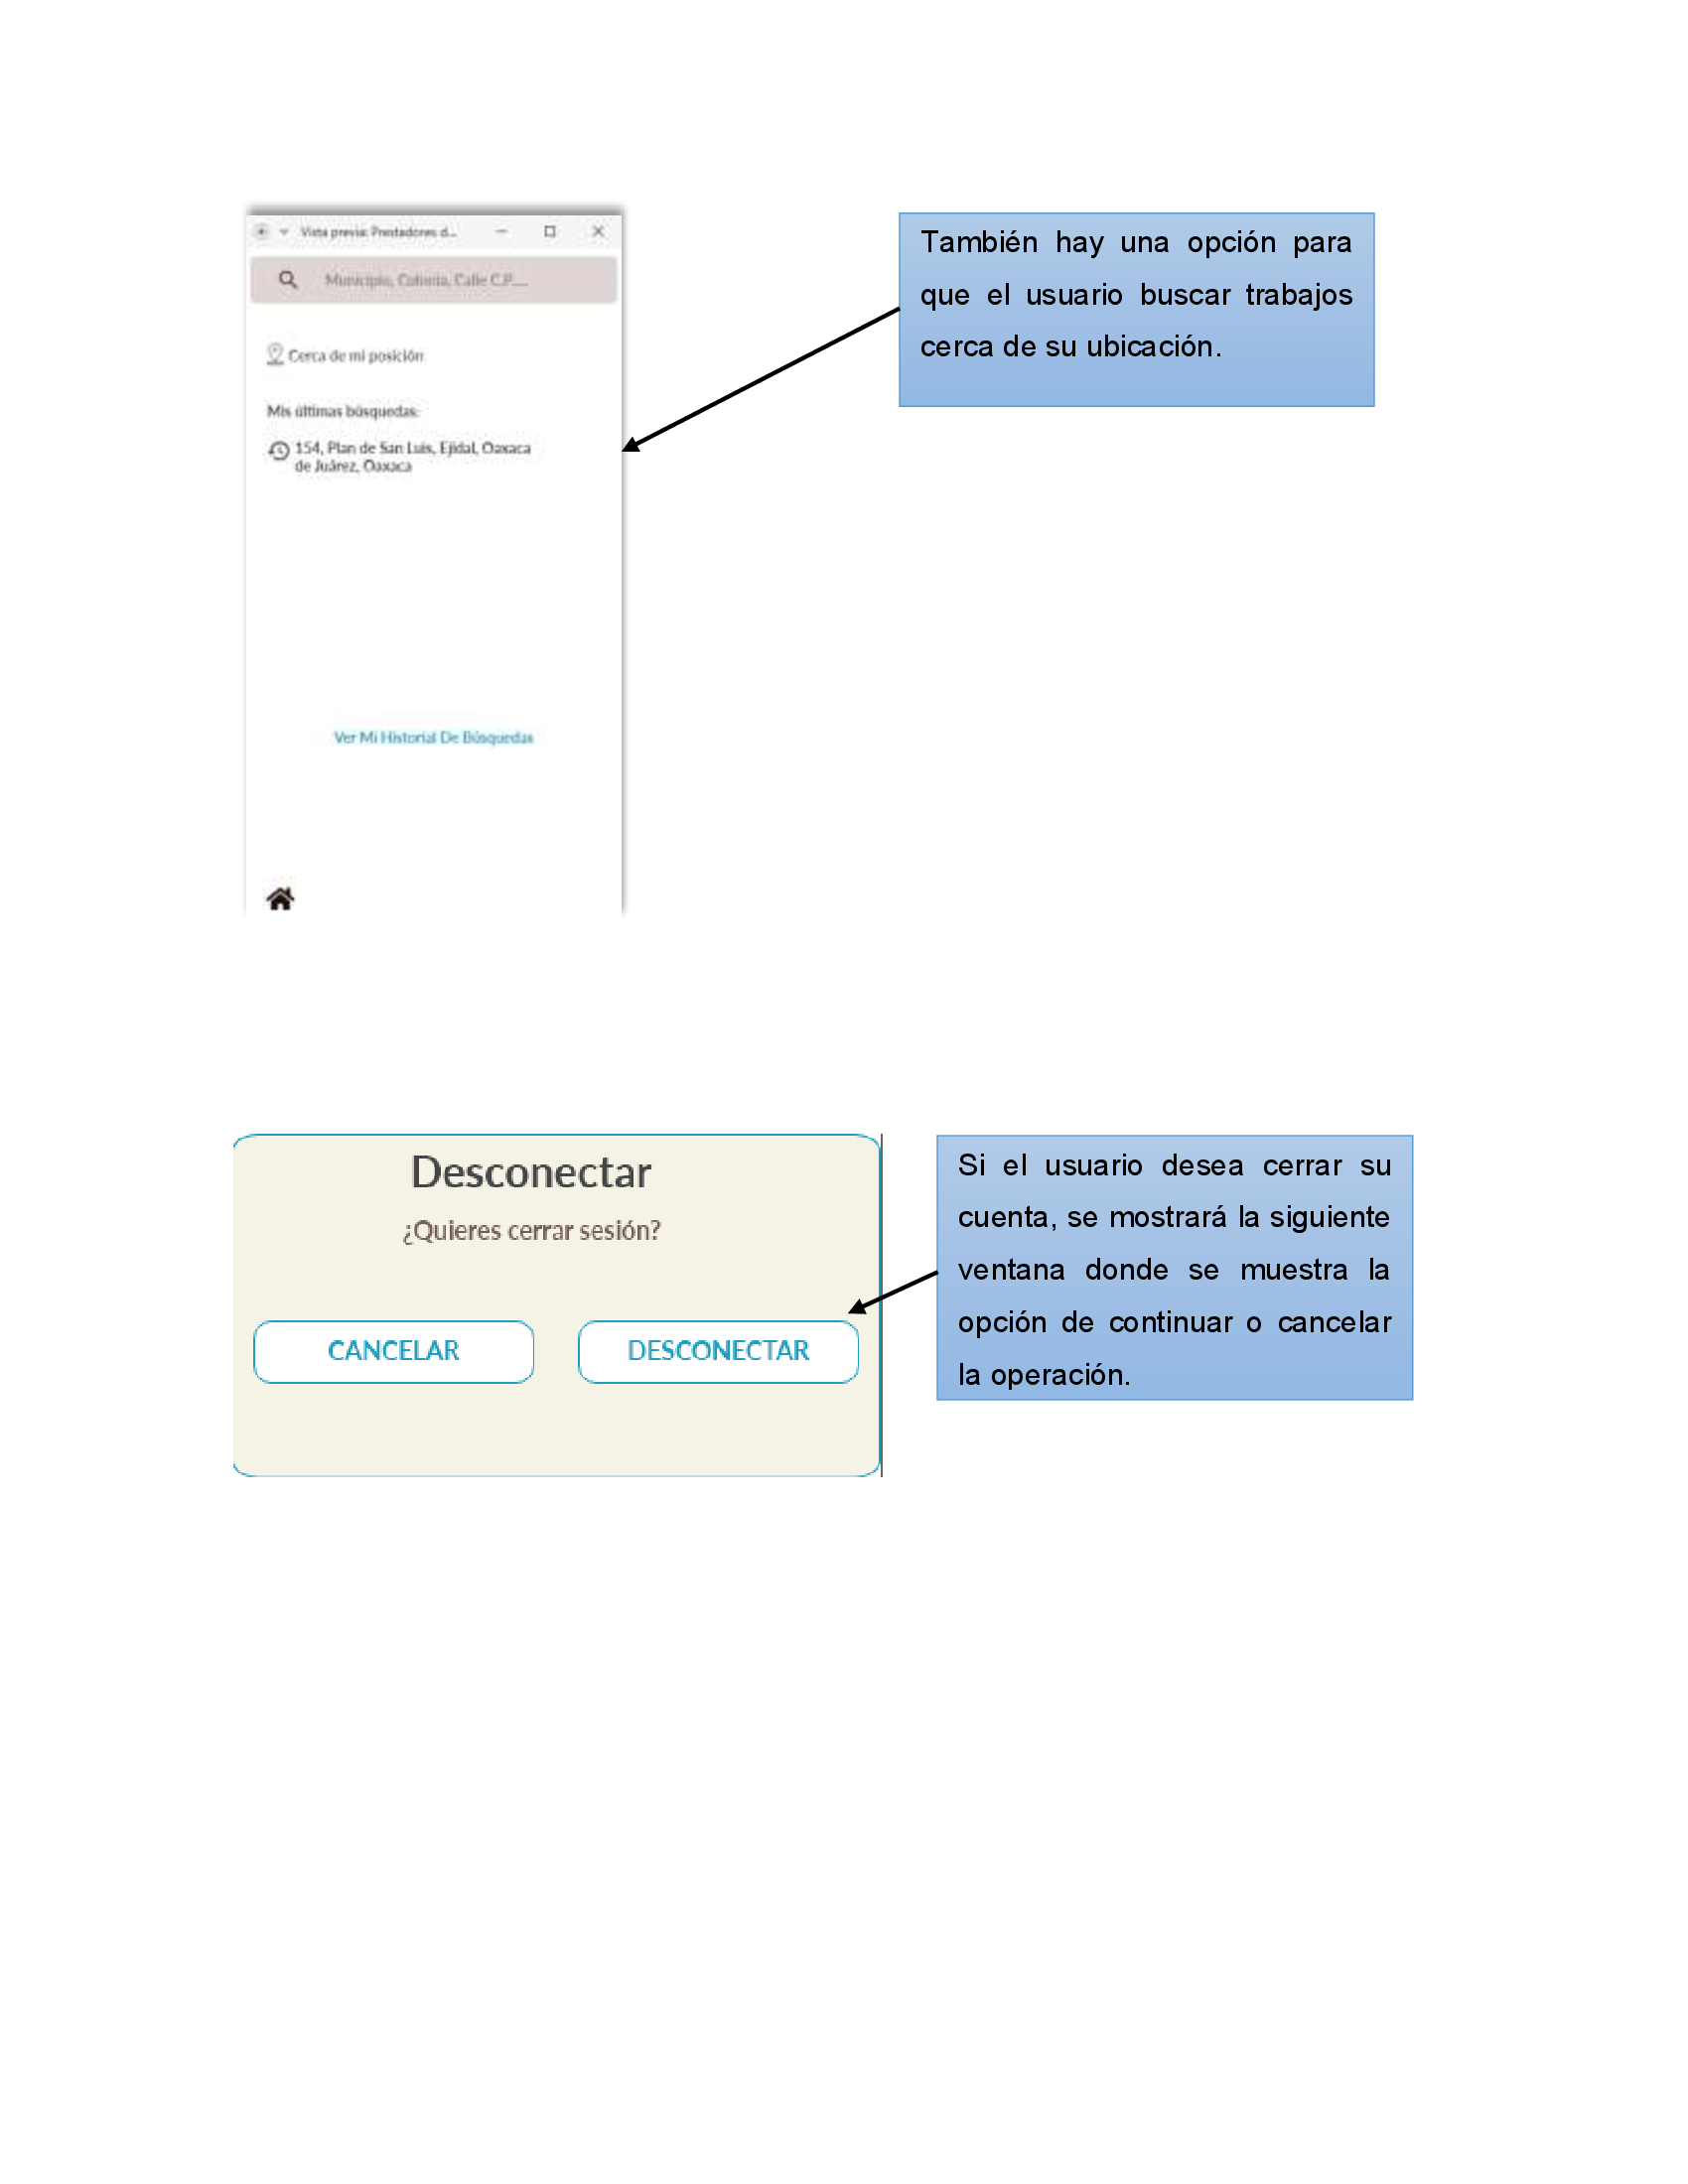 Vista previa: Prestadores d...
Municipio, Colonia, Calle C.P....
Cerca de mi posición
Mis últimas búsquedas:
154, Plan de San Luis, Ejidal, Oaxaca
de Juárez, Oaxaca
Ver Mi Historial De Búsquedas
También hay una opción para
que el usuario buscar trabajos
cerca de su ubicación.
Desconectar
¿Quieres cerrar sesión?
CANCELAR
DESCONECTAR
Si el usuario desea cerrar su
cuenta, se mostrará la siguiente
ventana donde se muestra la
opción de continuar o cancelar
la operación.